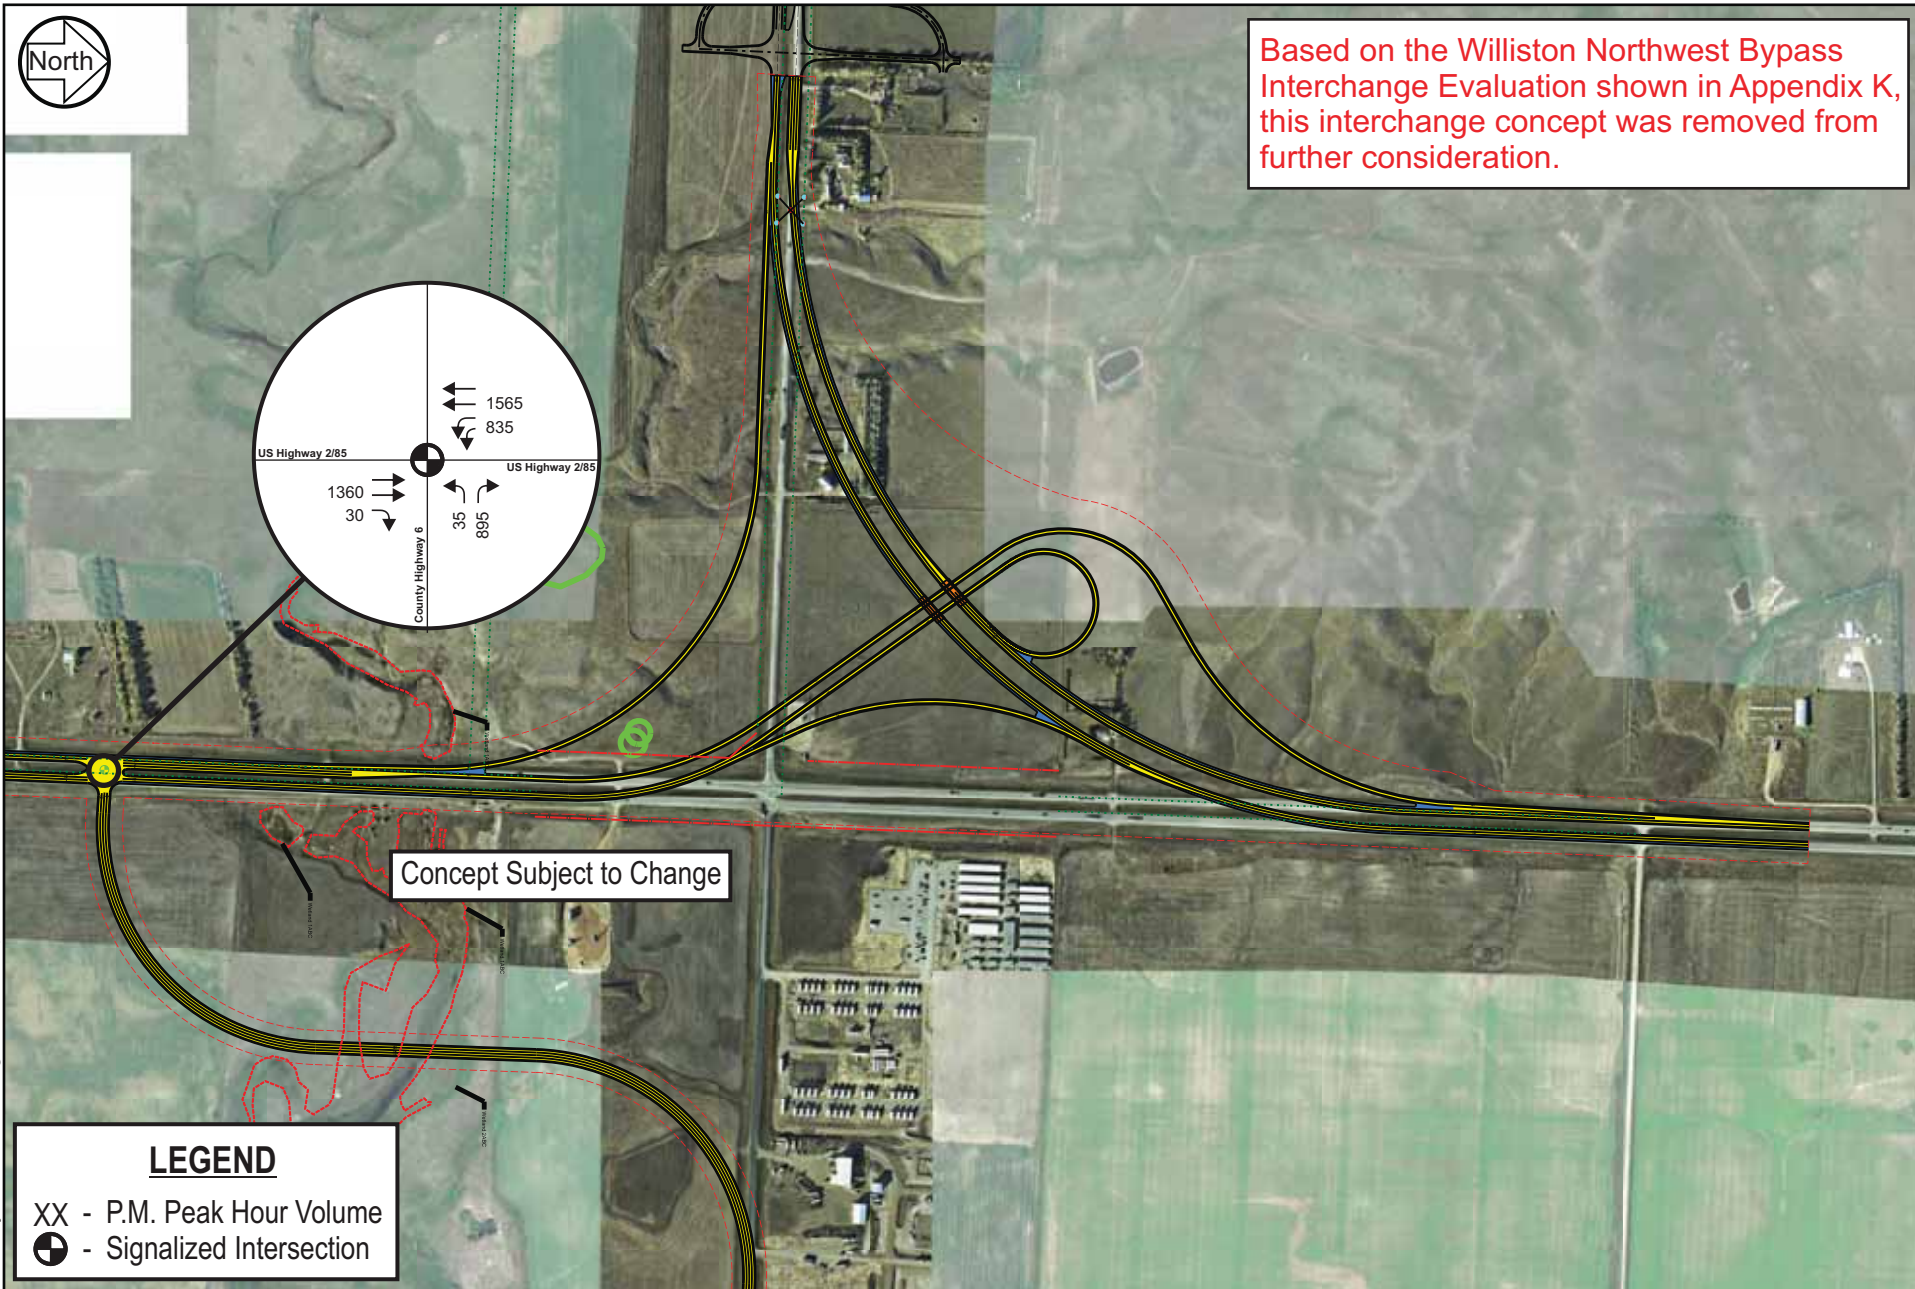 North
Based on the Williston Northwest Bypass
Interchange Evaluation shown in Appendix K,
this interchange concept was removed from
further consideration.
1565
835
US Highway 2/85
US Highway 2/85
1360
30
35
895
County Highway 6
Concept Subject to Change
LEGEND
XX - P.M. Peak Hour Volume
- Signalized Intersection